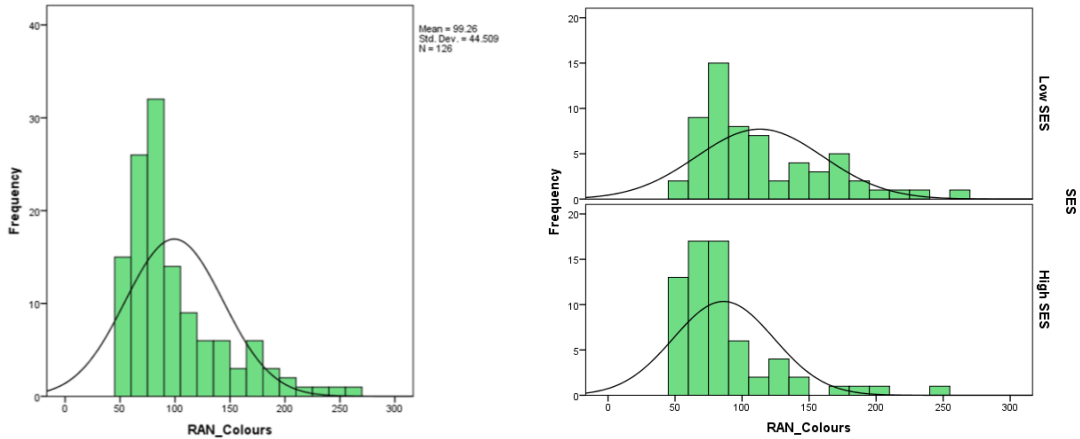 40
30
20
10
0
Frequency
0 50 100 150 200 250 300
RAN_Colours
Mean = 99.26
Std. Dev. = 44.509
N = 126
20
15
10
5
0
Low SES
20
15
10
5
0
High SES
Frequency
SES
0 50 100 150 200 250 300
RAN_Colours